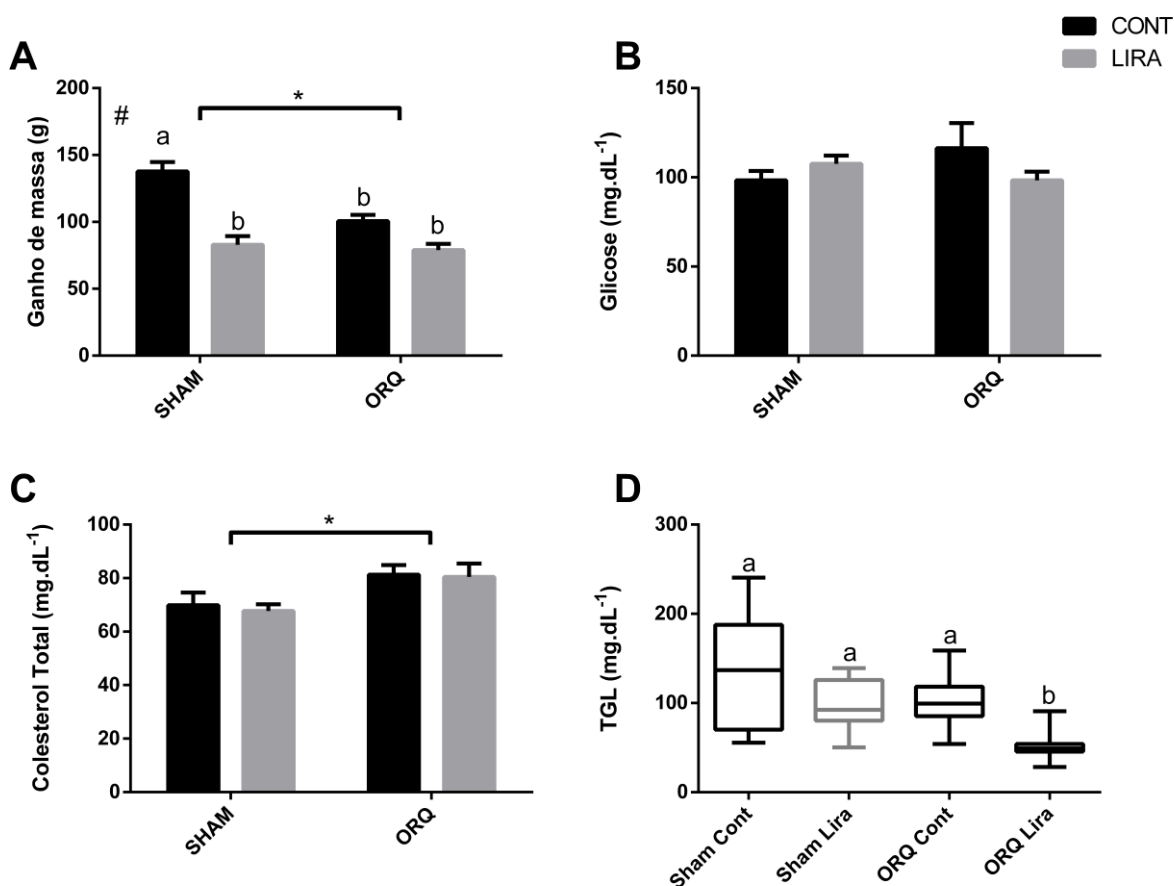 CONT
LIRA
A
200
150
100
50
0
Ganho de massa (g)
#
*
a
b
b
b
SHAM
ORQ
B
150
100
50
0
Glicose (mg.dL⁻¹)
SHAM
ORQ
C
100
80
60
40
20
0
Colesterol Total (mg.dL⁻¹)
*
SHAM
ORQ
D
300
200
100
0
TGL (mg.dL⁻¹)
a
a
a
b
Sham Cont
Sham Lira
ORQ Cont
ORQ Lira